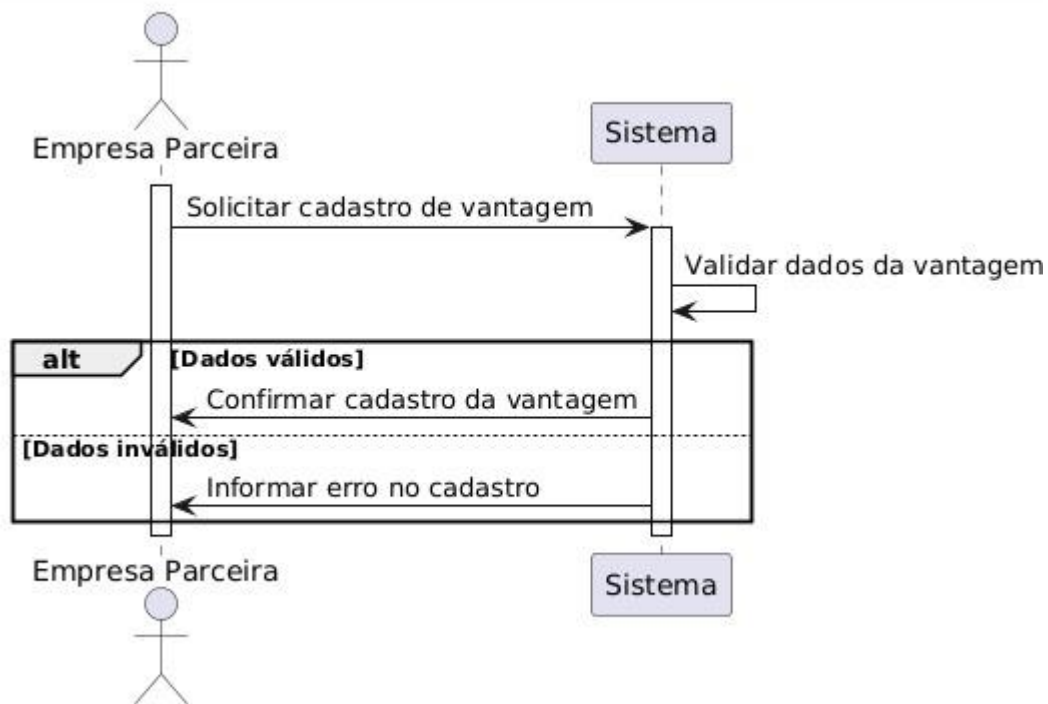 Empresa Parceira
Sistema
Solicitar cadastro de vantagem
Validar dados da vantagem
alt
[Dados válidos]
Confirmar cadastro da vantagem
[Dados inválidos]
Informar erro no cadastro
Empresa Parceira
Sistema